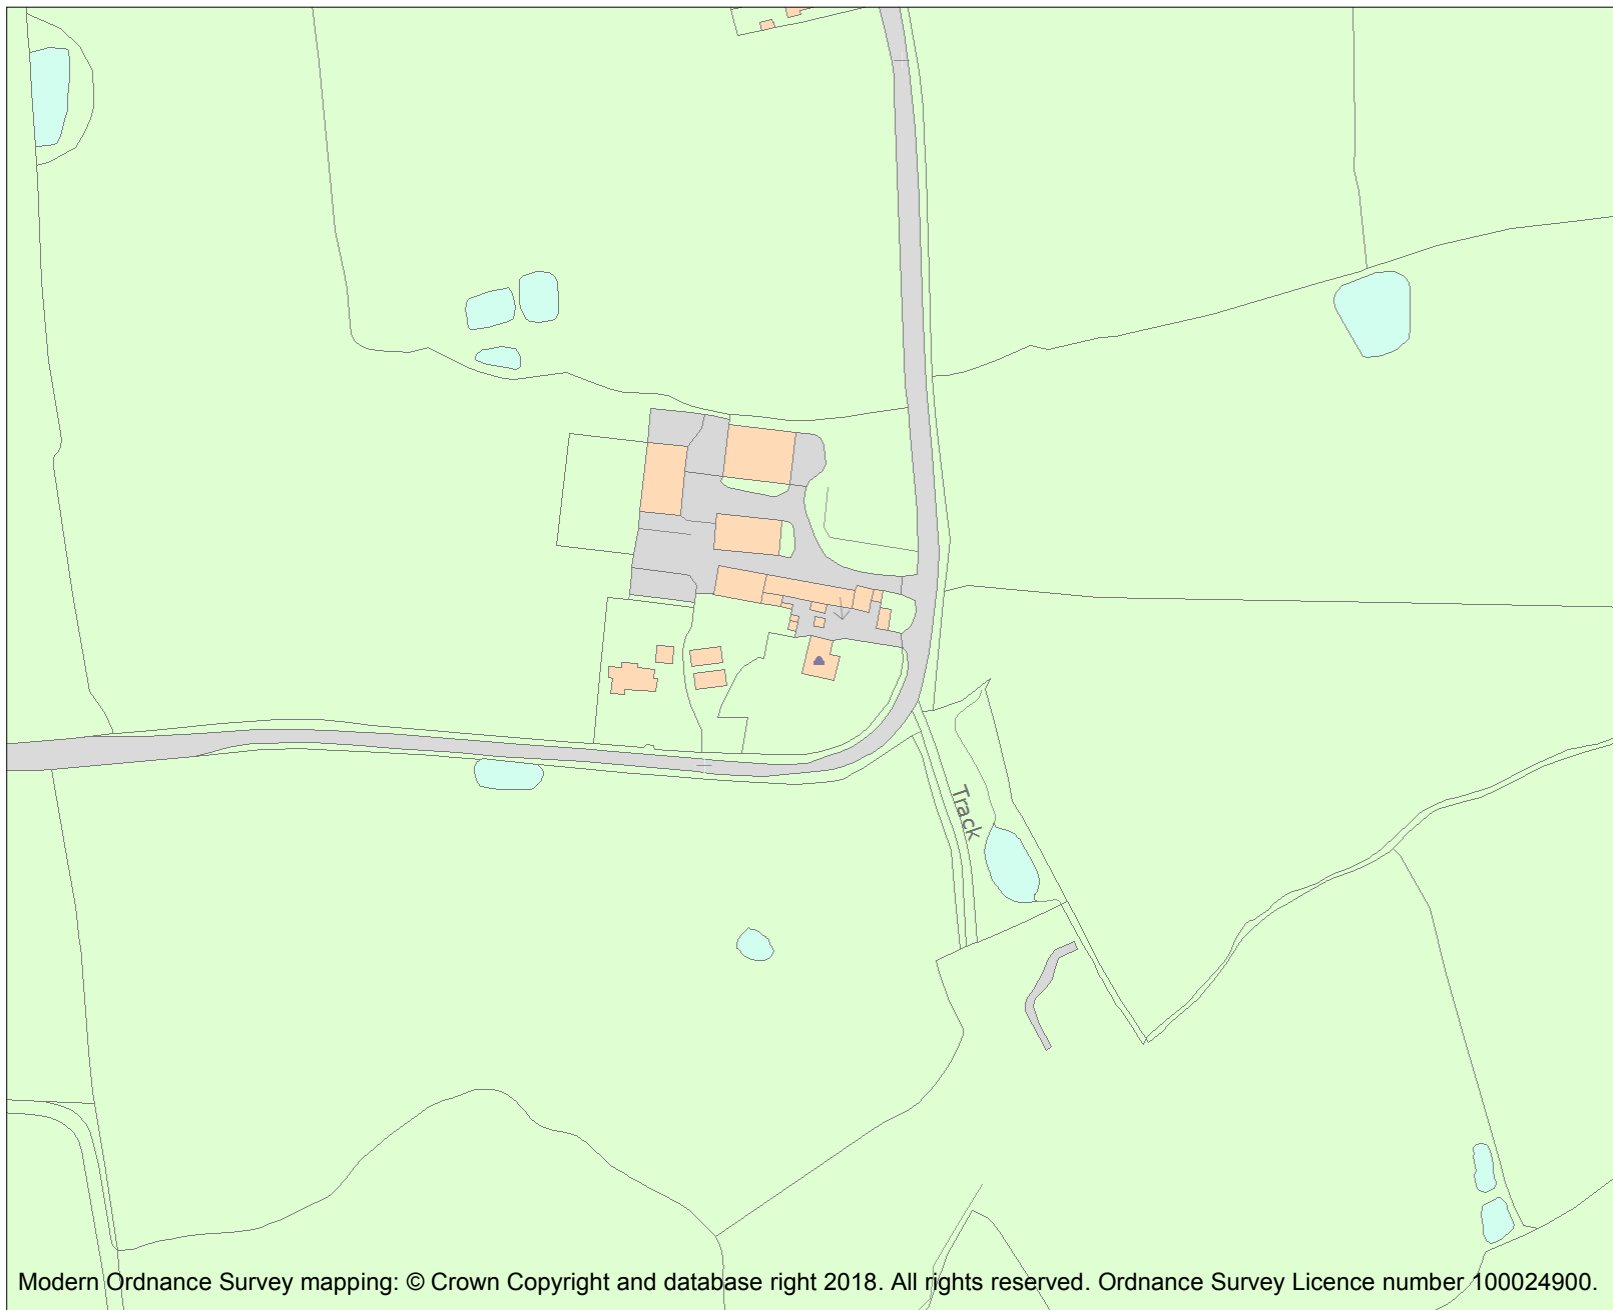 Track
Modern Ordnance Survey mapping: © Crown Copyright and database right 2018. All rights reserved. Ordnance Survey Licence number 100024900.